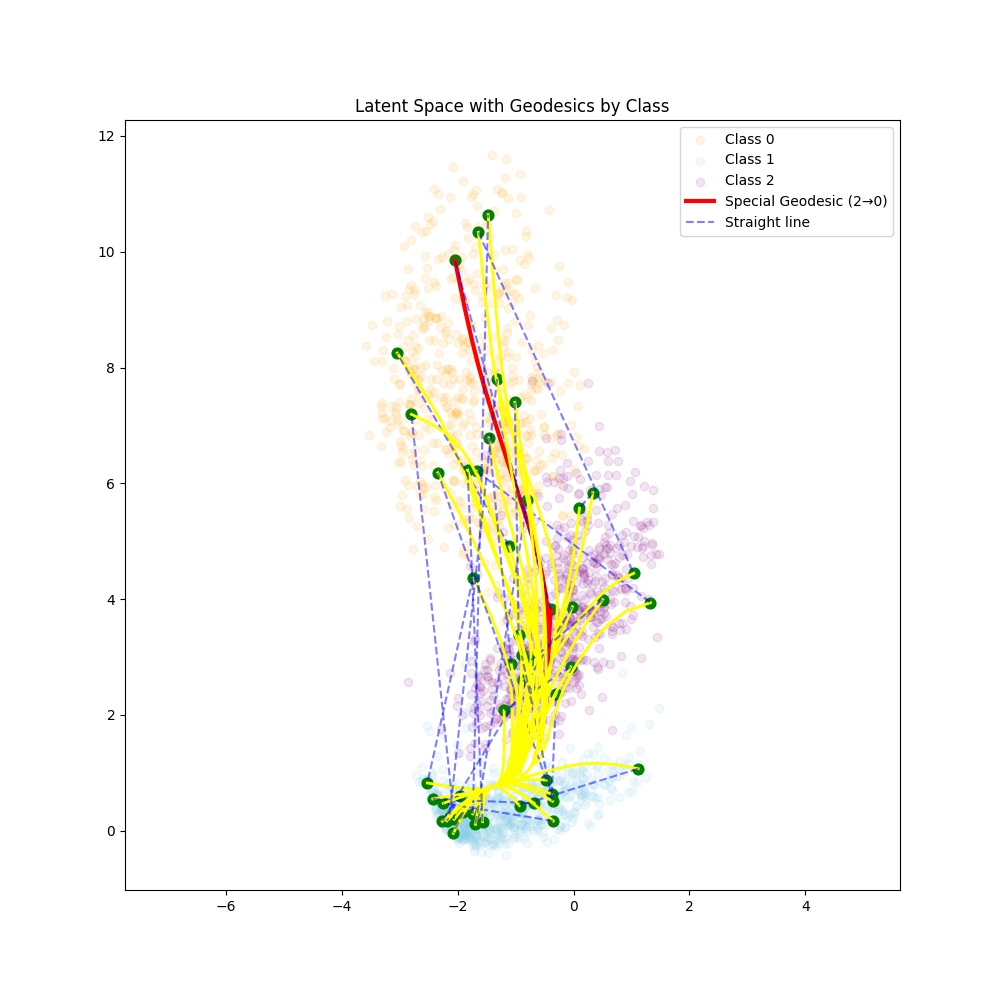 Latent Space with Geodesics by Class
Class 0
Class 1
Class 2
Special Geodesic (2→0)
Straight line
12
10
8
6
4
2
0
−6
−4
−2
0
2
4